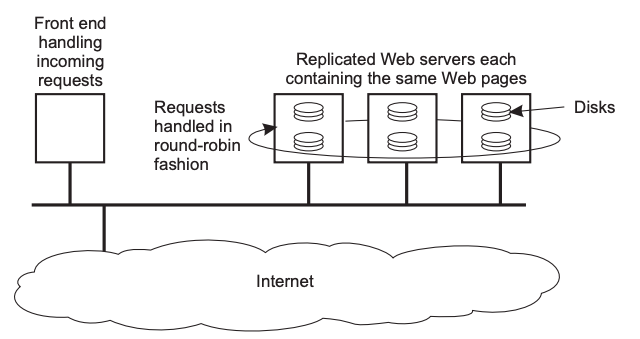 Front end
handling
incoming
requests
Replicated Web servers each
containing the same Web pages
Requests
handled in
round-robin
fashion
Disks
Internet